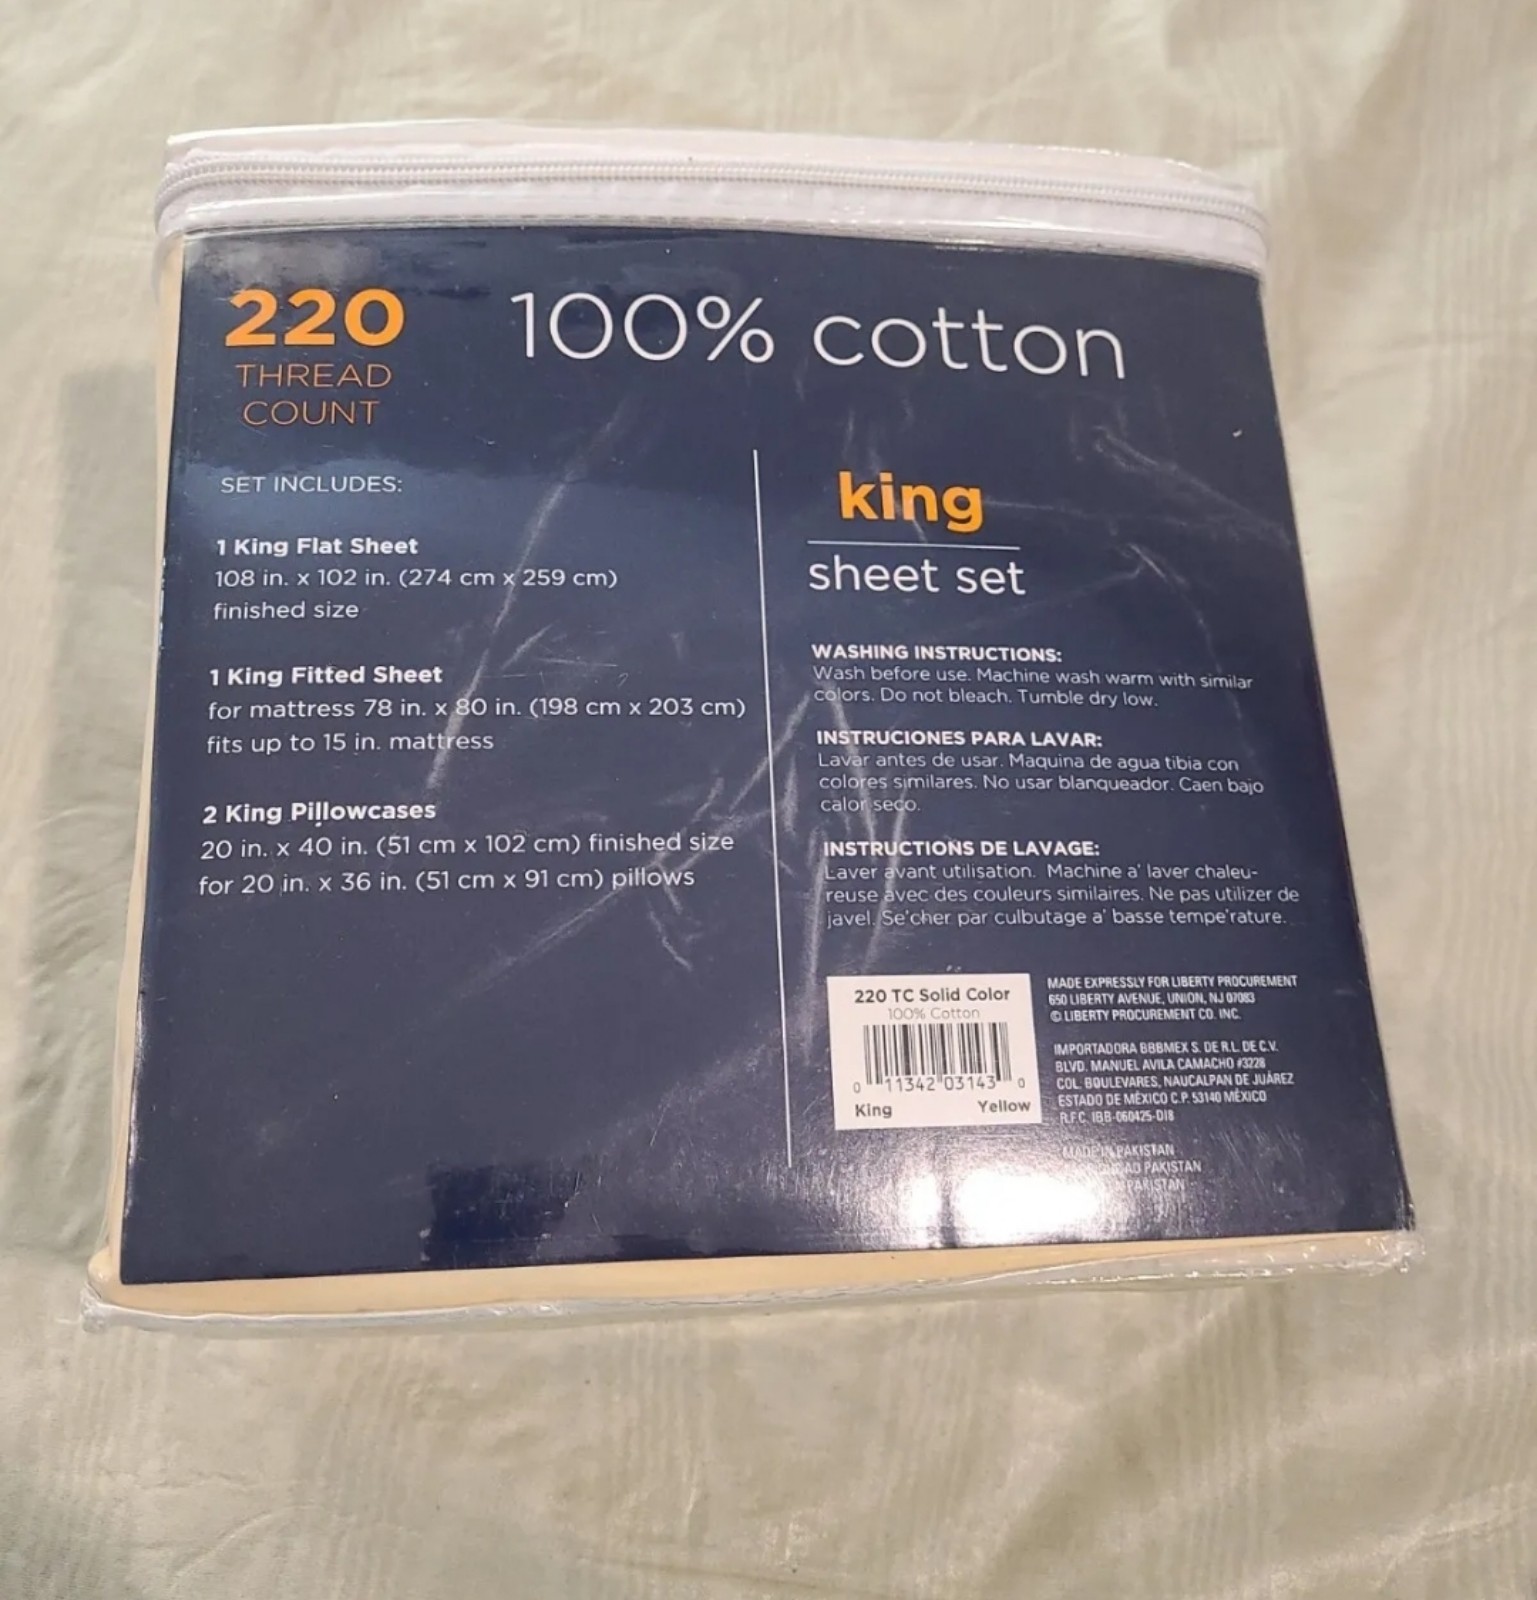 220
THREAD
COUNT
100% cotton
SET INCLUDES:
1 King Flat Sheet
108 in. x 102 in. (274 cm x 259 cm)
finished size
1 King Fitted Sheet
for mattress 78 in. x 80 in. (198 cm x 203 cm)
fits up to 15 in. mattress
2 King Pillowcases
20 in. x 40 in. (51 cm x 102 cm) finished size
for 20 in. x 36 in. (51 cm x 91 cm) pillows
king
sheet set
WASHING INSTRUCTIONS:
Wash before use. Machine wash warm with similar
colors. Do not bleach. Tumble dry low.
INSTRUCIONES PARA LAVAR:
Lavar antes de usar. Maquina de agua tibia con
colores similares. No usar blanqueador. Caen bajo
calor seco.
INSTRUCTIONS DE LAVAGE:
Laver avant utilisation. Machine a' laver chaleu-
reuse avec des couleurs similaires. Ne pas utilizer de
javel. Se'cher par culbutage a' basse tempe'rature.
220 TC Solid Color
100% Cotton
0 11342 03143 0
King Yellow
MADE EXPRESSLY FOR LIBERTY PROCUREMENT
650 LIBERTY AVENUE, UNION, NJ 07083
© LIBERTY PROCUREMENT CO. INC.
IMPORTADORA BBBMEX S. DE R.L. DE C.V.
BLVD. MANUEL AVILA CAMACHO #3228
COL. BOULEVARES, NAUCALPAN DE JUÁREZ
ESTADO DE MÉXICO C.P. 53140 MÉXICO
R.F.C. IBB-060425-DI8
MADE IN PAKISTAN
PAKISTAN
PAKISTAN